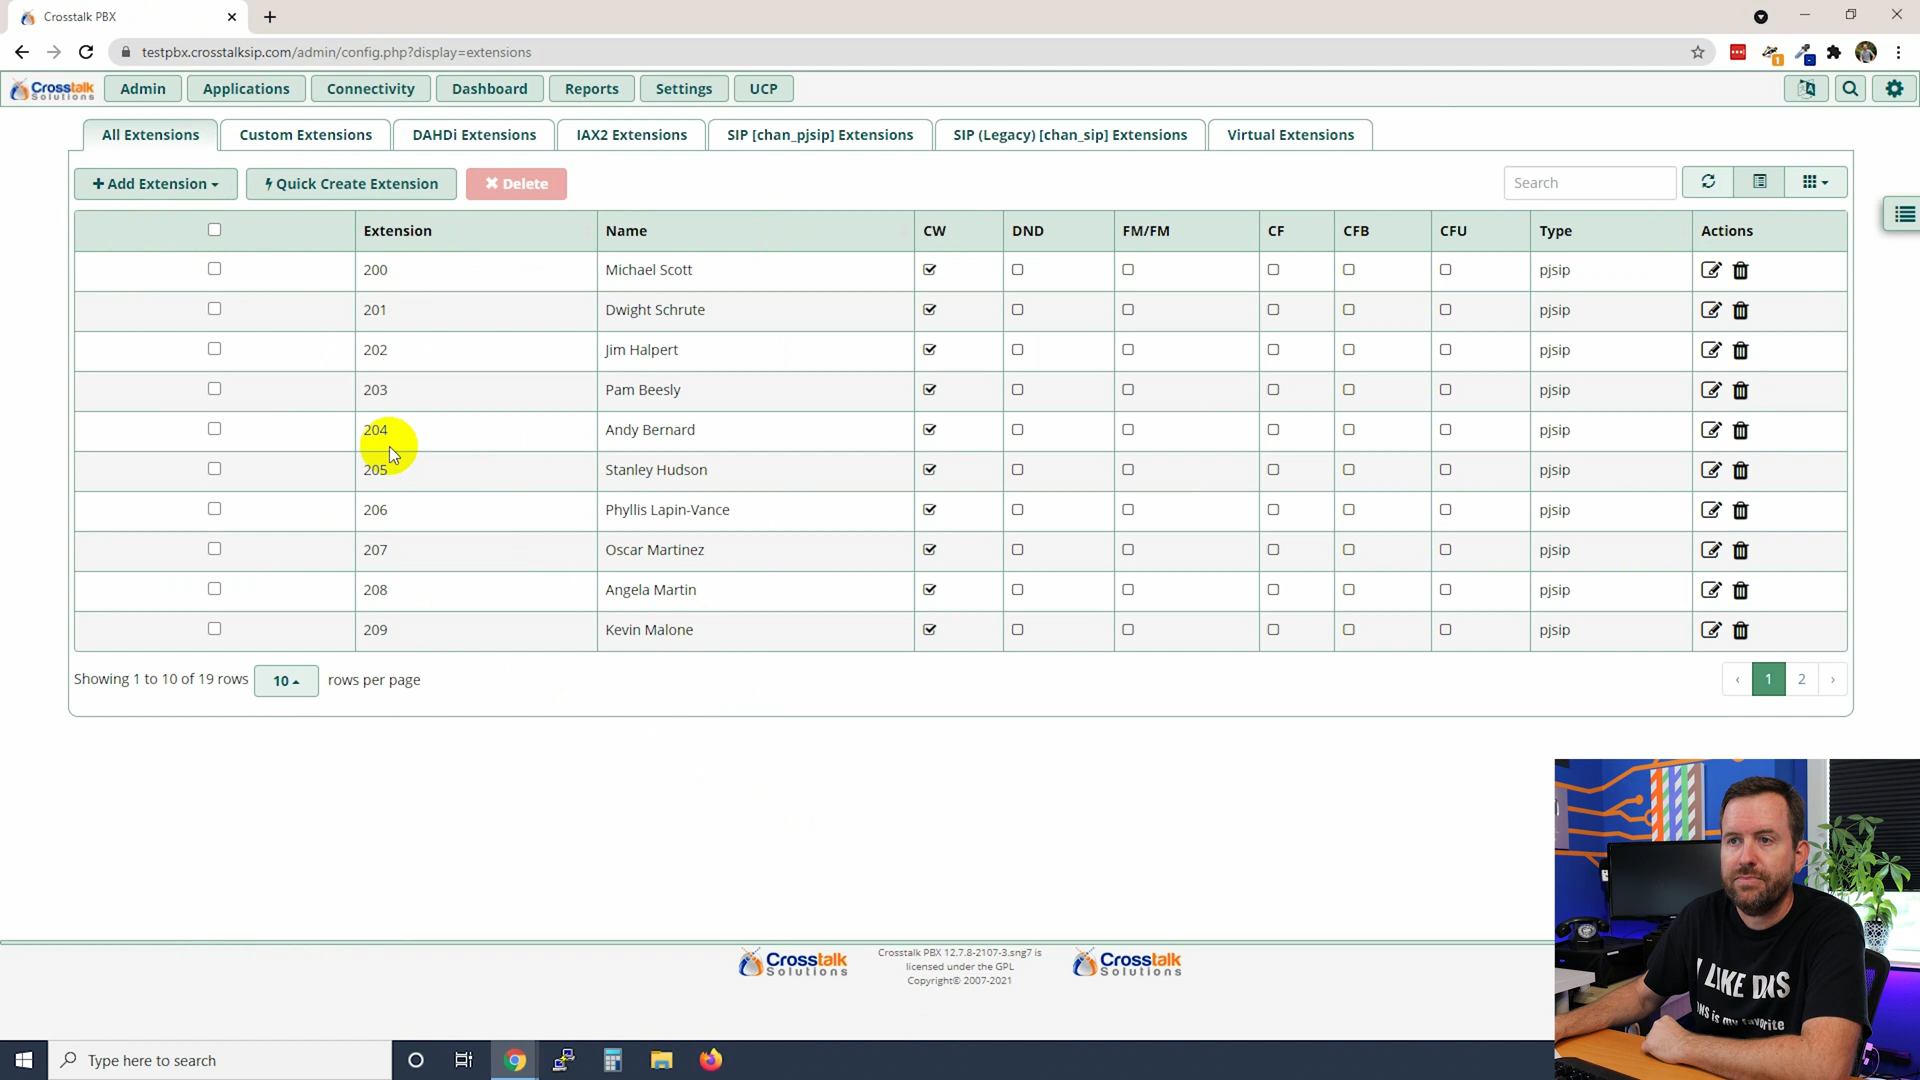 Crosstalk PBX
testpbx.crosstalksip.com/admin/config.php?display=extensions
Crosstalk Solutions Admin Applications Connectivity Dashboard Reports Settings UCP
All Extensions Custom Extensions DAHDi Extensions IAX2 Extensions SIP [chan_pjsip] Extensions SIP (Legacy) [chan_sip] Extensions Virtual Extensions
Add Extension Quick Create Extension Delete Search
Extension Name CW DND FM/FM CF CFB CFU Type Actions
200 Michael Scott pjsip
201 Dwight Schrute pjsip
202 Jim Halpert pjsip
203 Pam Beesly pjsip
204 Andy Bernard pjsip
205 Stanley Hudson pjsip
206 Phyllis Lapin-Vance pjsip
207 Oscar Martinez pjsip
208 Angela Martin pjsip
209 Kevin Malone pjsip
Showing 1 to 10 of 19 rows 10 rows per page ‹ 1 2 ›
Crosstalk Solutions
Crosstalk PBX 12.7.8-2107-3.sng7 is
licensed under the GPL
Copyright© 2007-2021
Crosstalk Solutions
I LIKE DNS
DNS is my favorite
Type here to search